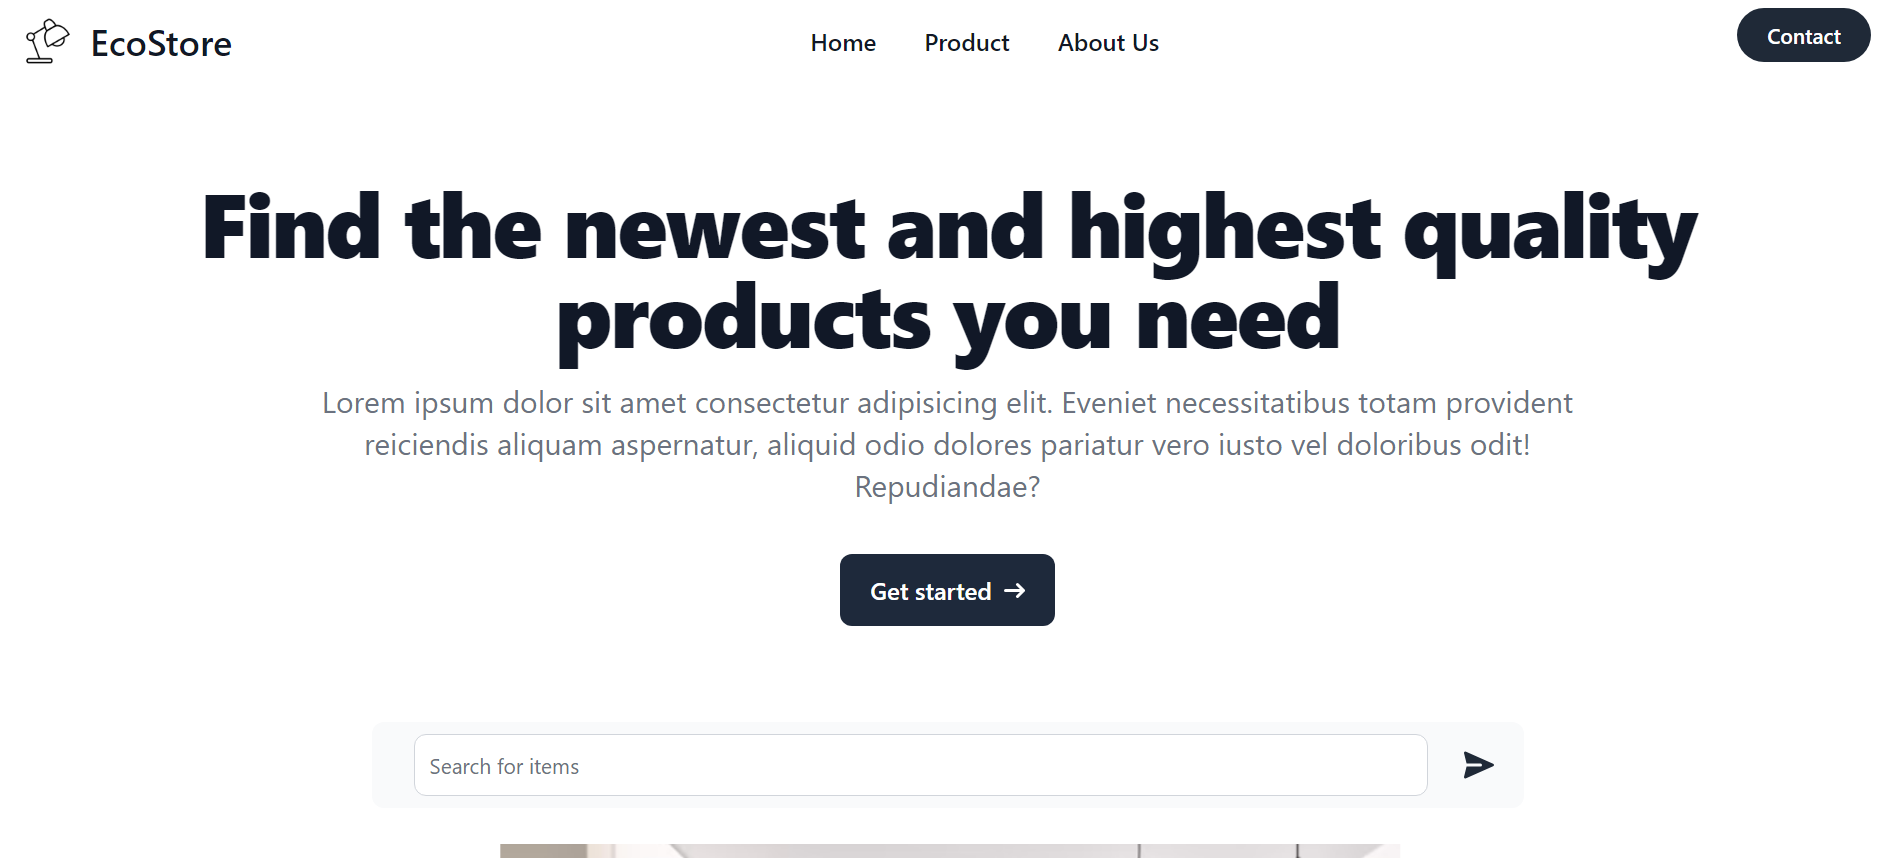 EcoStore
Home Product About Us
Contact
Find the newest and highest quality
products you need
Lorem ipsum dolor sit amet consectetur adipisicing elit. Eveniet necessitatibus totam provident
reiciendis aliquam aspernatur, aliquid odio dolores pariatur vero iusto vel doloribus odit!
Repudiandae?
Get started
Search for items